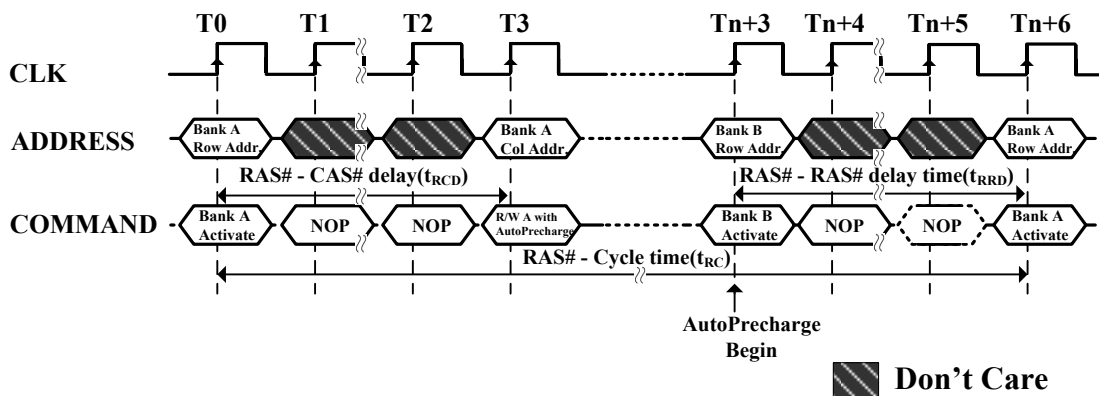 T0 T1 T2 T3 Tn+3 Tn+4 Tn+5 Tn+6
CLK
ADDRESS
Bank A
Row Addr.
Bank A
Col Addr.
Bank B
Row Addr.
Bank A
Row Addr.
RAS# - CAS# delay(tRCD)
RAS# - RAS# delay time(tRRD)
COMMAND
Bank A
Activate
NOP
NOP
R/W A with
AutoPrecharge
Bank B
Activate
NOP
NOP
Bank A
Activate
RAS# - Cycle time(tRC)
AutoPrecharge
Begin
Don't Care